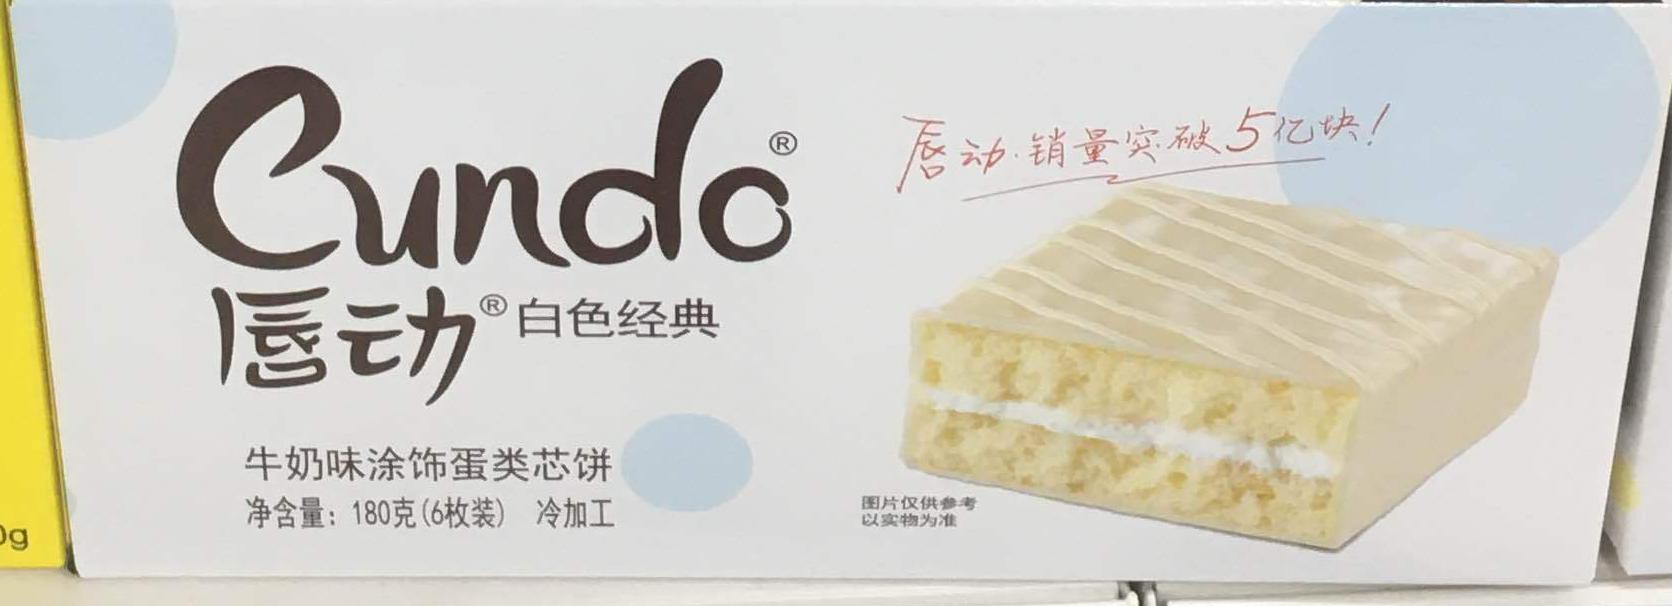 Cundo®
唇动®白色经典
牛奶味涂饰蛋类芯饼
净含量：180克(6枚装) 冷加工
唇动·销量突破5亿块！
图片仅供参考
以实物为准
0g